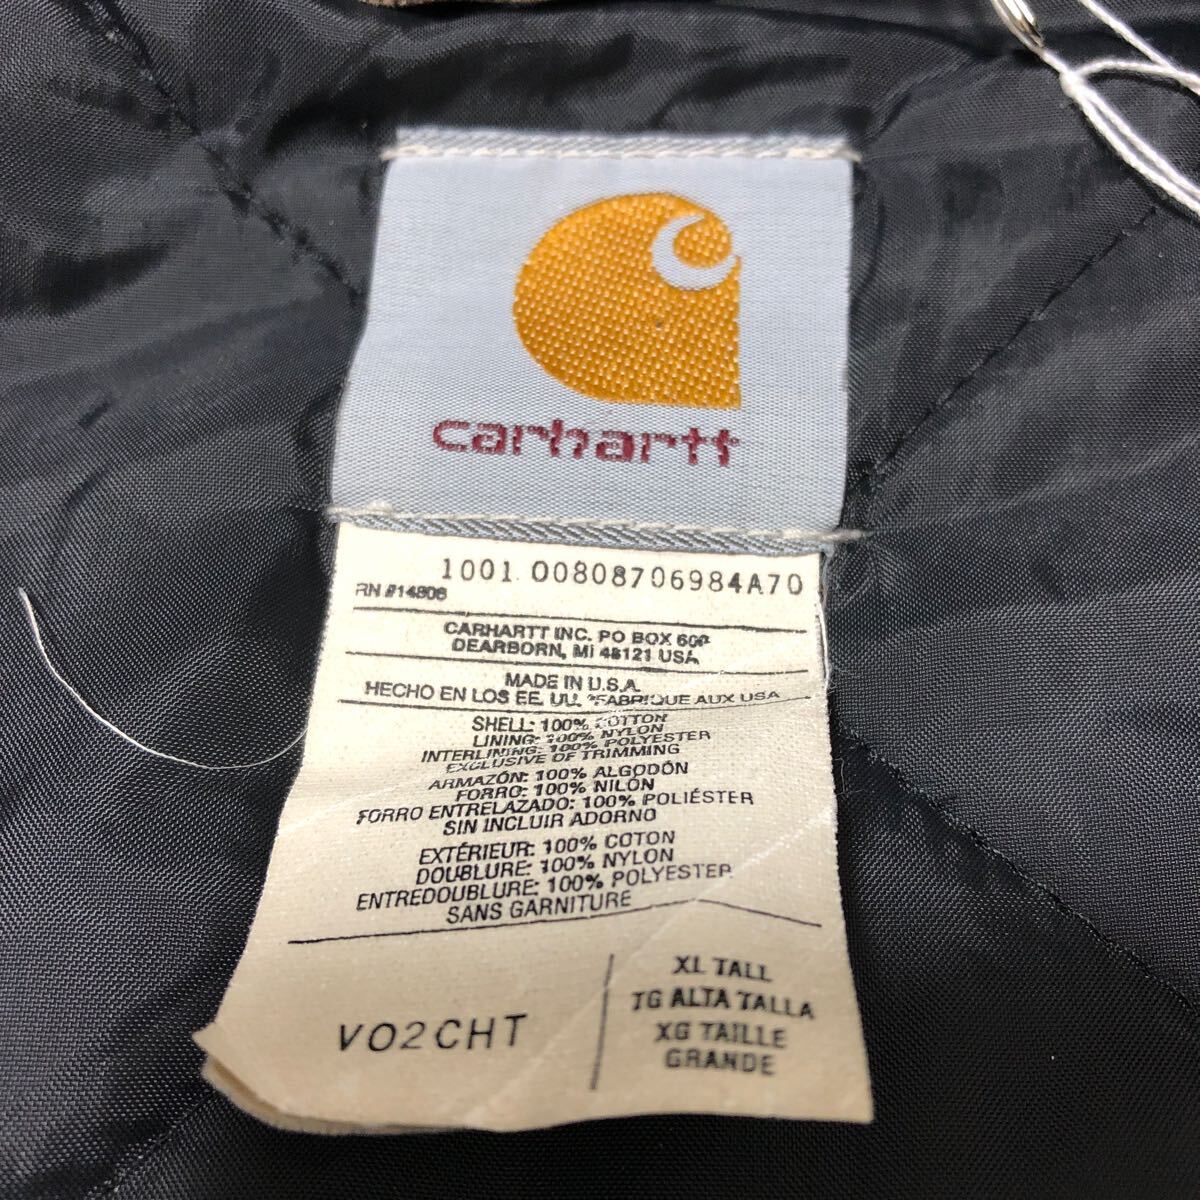 carhartt
1001 00808706984A70
RN #14806
CARHARTT INC. PO BOX 600
DEARBORN, MI 48121 USA
MADE IN U.S.A.
HECHO EN LOS EE. UU. *FABRIQUE AUX USA
SHELL: 100% COTTON
LINING: 100% NYLON
INTERLINING: 100% POLYESTER
EXCLUSIVE OF TRIMMING
ARMAZÓN: 100% ALGODÓN
FORRO: 100% NILÓN
FORRO ENTRELAZADO: 100% POLIÉSTER
SIN INCLUIR ADORNO
EXTÉRIEUR: 100% COTON
DOUBLURE: 100% NYLON
ENTREDOUBLURE: 100% POLYESTER
SANS GARNITURE
VO2CHT
XL TALL
TG ALTA TALLA
XG TAILLE
GRANDE